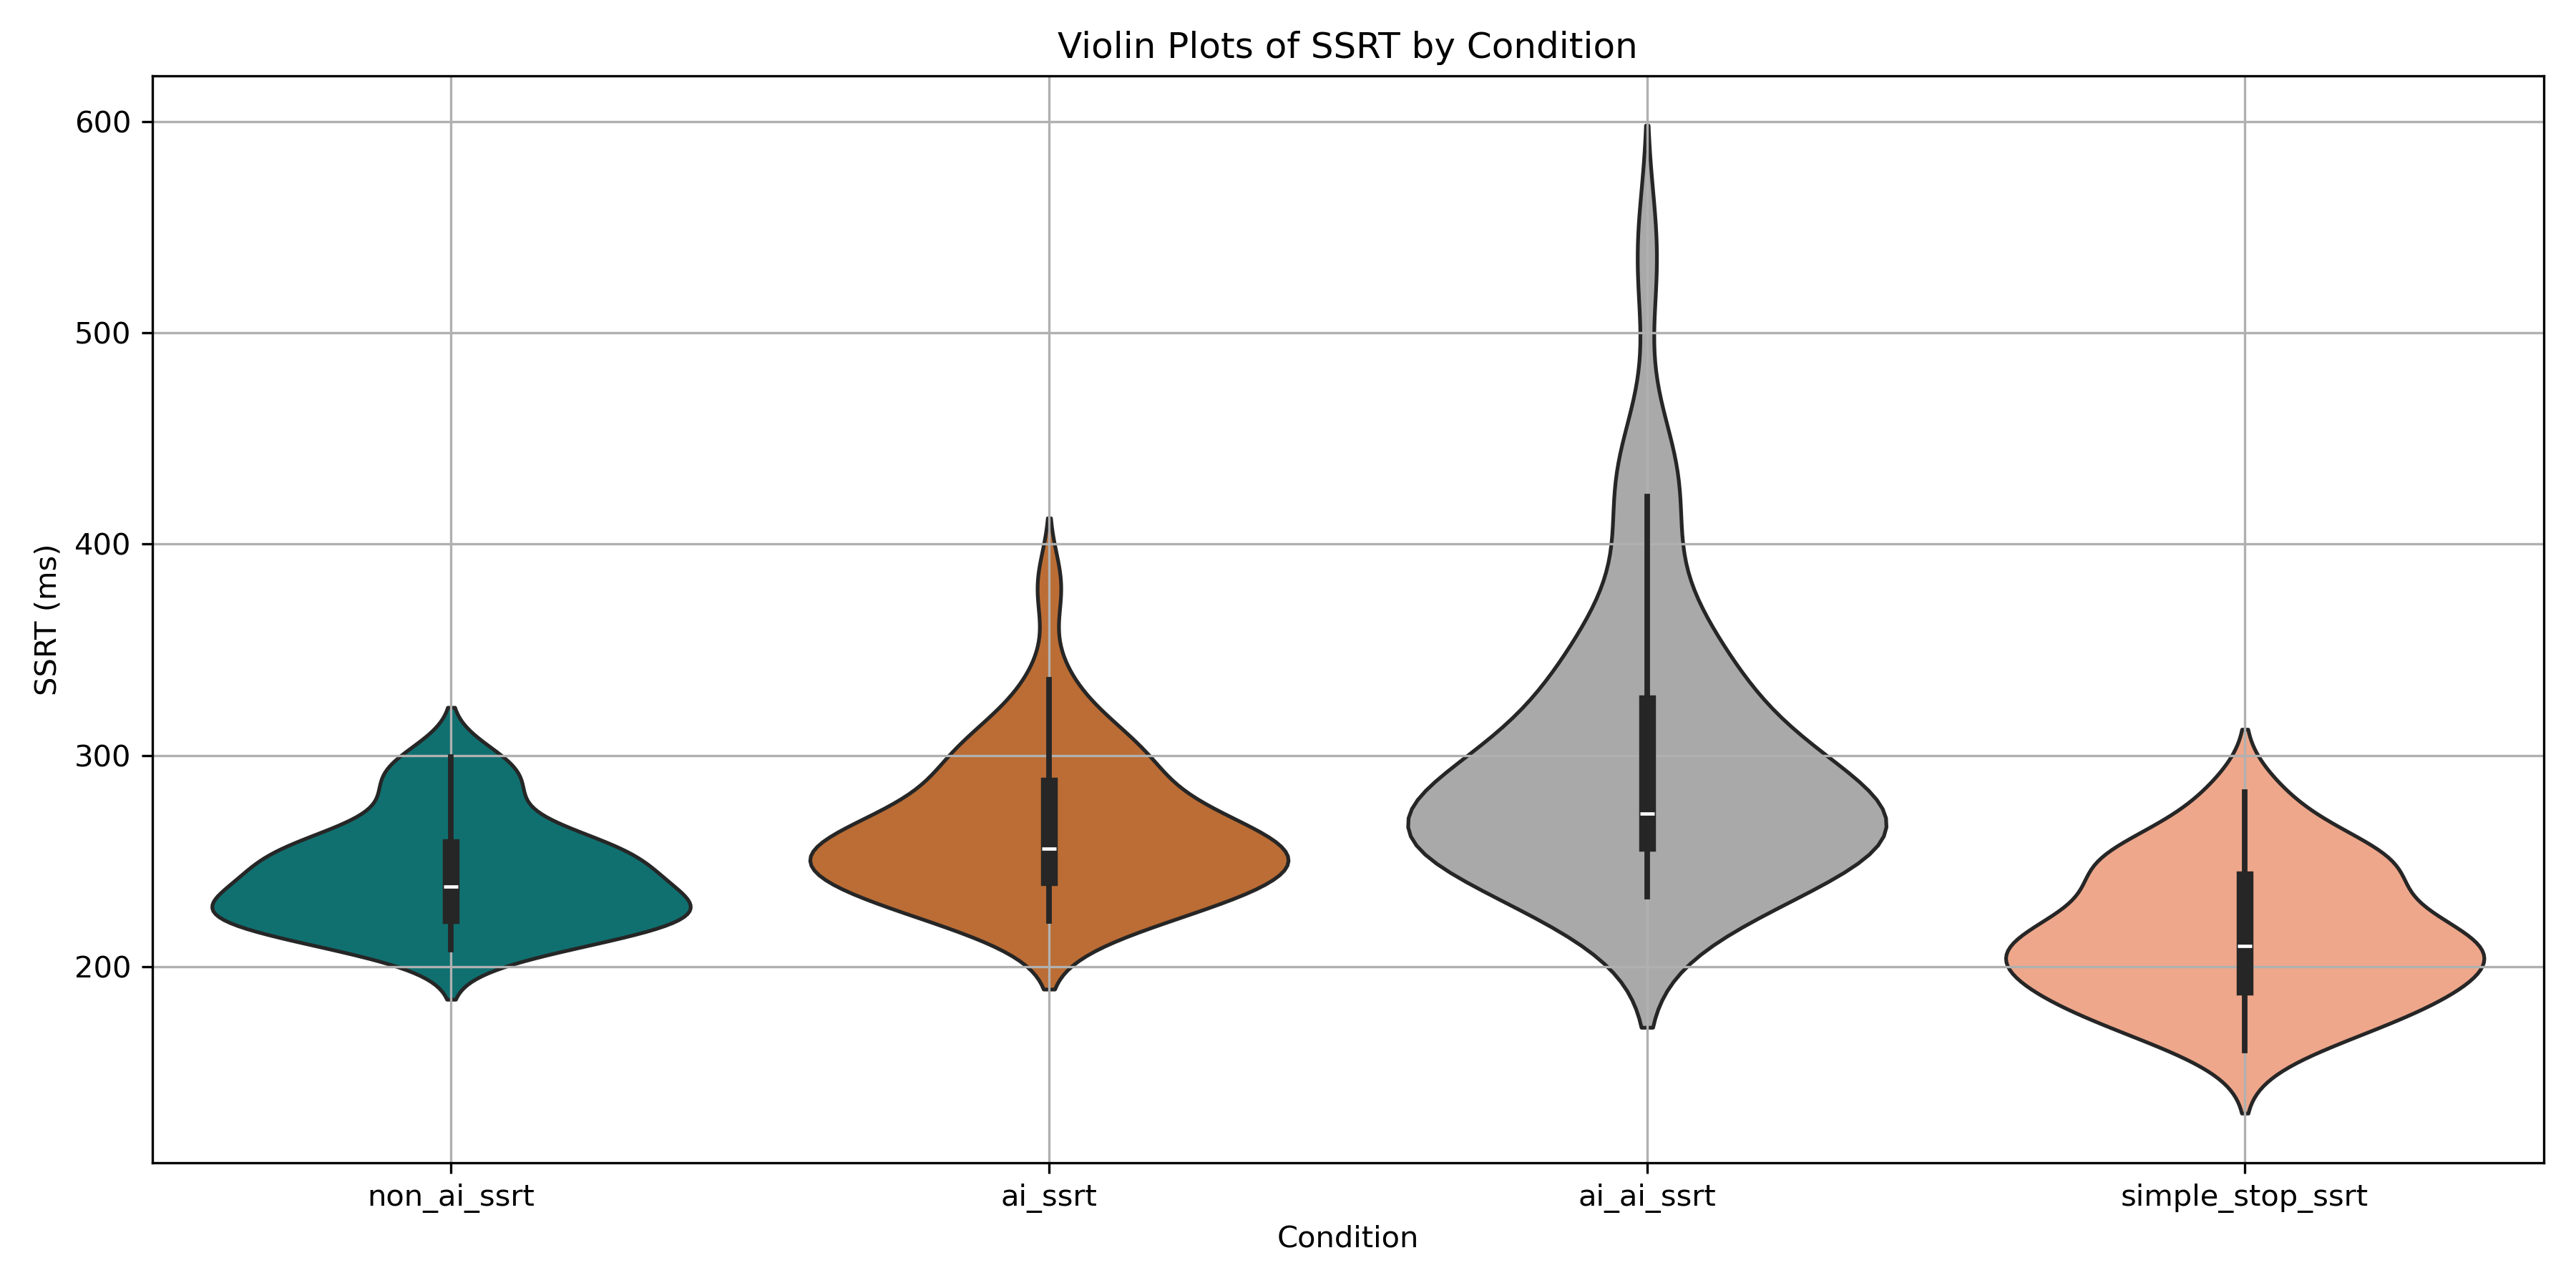 Violin Plots of SSRT by Condition
600
500
400
300
200
SSRT (ms)
non_ai_ssrt
ai_ssrt
ai_ai_ssrt
simple_stop_ssrt
Condition